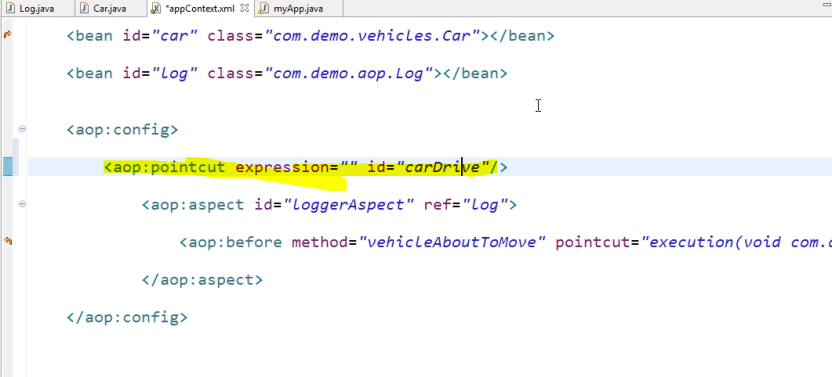 Log.java Car.java *appContext.xml myApp.java
<bean id="car" class="com.demo.vehicles.Car"></bean>
<bean id="log" class="com.demo.aop.Log"></bean>
<aop:config>
<aop:pointcut expression="" id="carDrive"/>
<aop:aspect id="loggerAspect" ref="log">
<aop:before method="vehicleAboutToMove" pointcut="execution(void com.
</aop:aspect>
</aop:config>